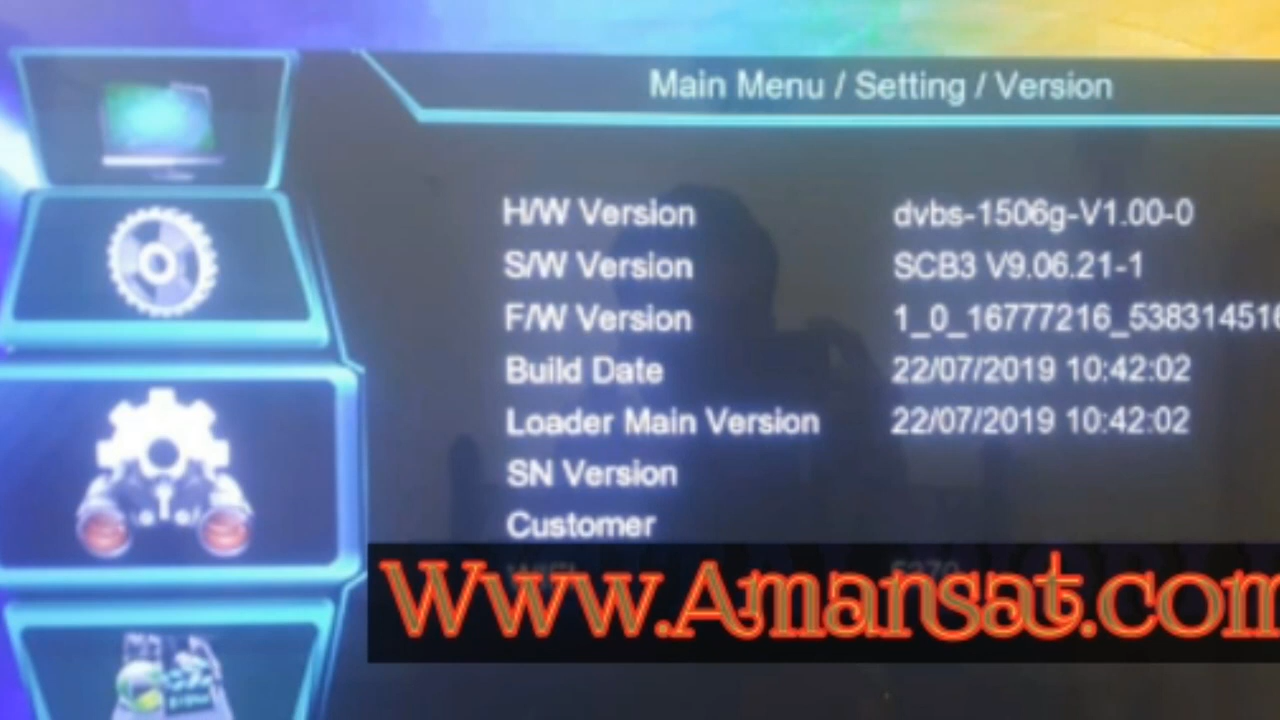 Main Menu / Setting / Version
H/W Version dvbs-1506g-V1.00-0
S/W Version SCB3 V9.06.21-1
F/W Version 1_0_16777216_538314516
Build Date 22/07/2019 10:42:02
Loader Main Version 22/07/2019 10:42:02
SN Version
Customer
Www.Amansat.com